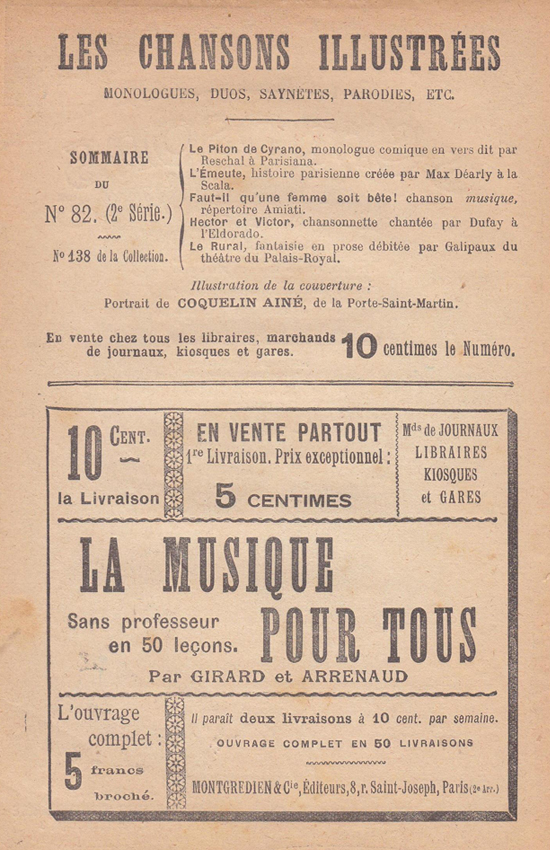 LES CHANSONS ILLUSTRÉES
MONOLOGUES, DUOS, SAYNETES, PARODIES, ETC.
SOMMAIRE
DU
N° 82. (2e Série.)
N° 138 de la Collection.
Le Piton de Cyrano, monologue comique en vers dit par
Reschal à Parisiana.
L'Émeute, histoire parisienne créée par Max Déarly à la
Scala.
Faut-il qu'une femme soit bête! chanson musique,
répertoire Amiati.
Hector et Victor, chansonnette chantée par Dufay à
l'Eldorado.
Le Rural, fantaisie en prose débitée par Galipaux du
théâtre du Palais-Royal.
Illustration de la couverture :
Portrait de COQUELIN AINÉ, de la Porte-Saint-Martin.
En vente chez tous les libraires, marchands
de journaux, kiosques et gares.
10 centimes le Numéro.
10 CENT.
la Livraison
EN VENTE PARTOUT
1re Livraison. Prix exceptionnel :
5 CENTIMES
Mds de JOURNAUX
LIBRAIRES
KIOSQUES
et GARES
LA MUSIQUE
Sans professeur
en 50 leçons.
POUR TOUS
Par GIRARD et ARRENAUD
L'ouvrage
complet :
5 francs
broché.
Il paraît deux livraisons à 10 cent. par semaine.
OUVRAGE COMPLET EN 50 LIVRAISONS
MONTGREDIEN & Cie, Éditeurs, 8, r. Saint-Joseph, Paris (2e Arr.)